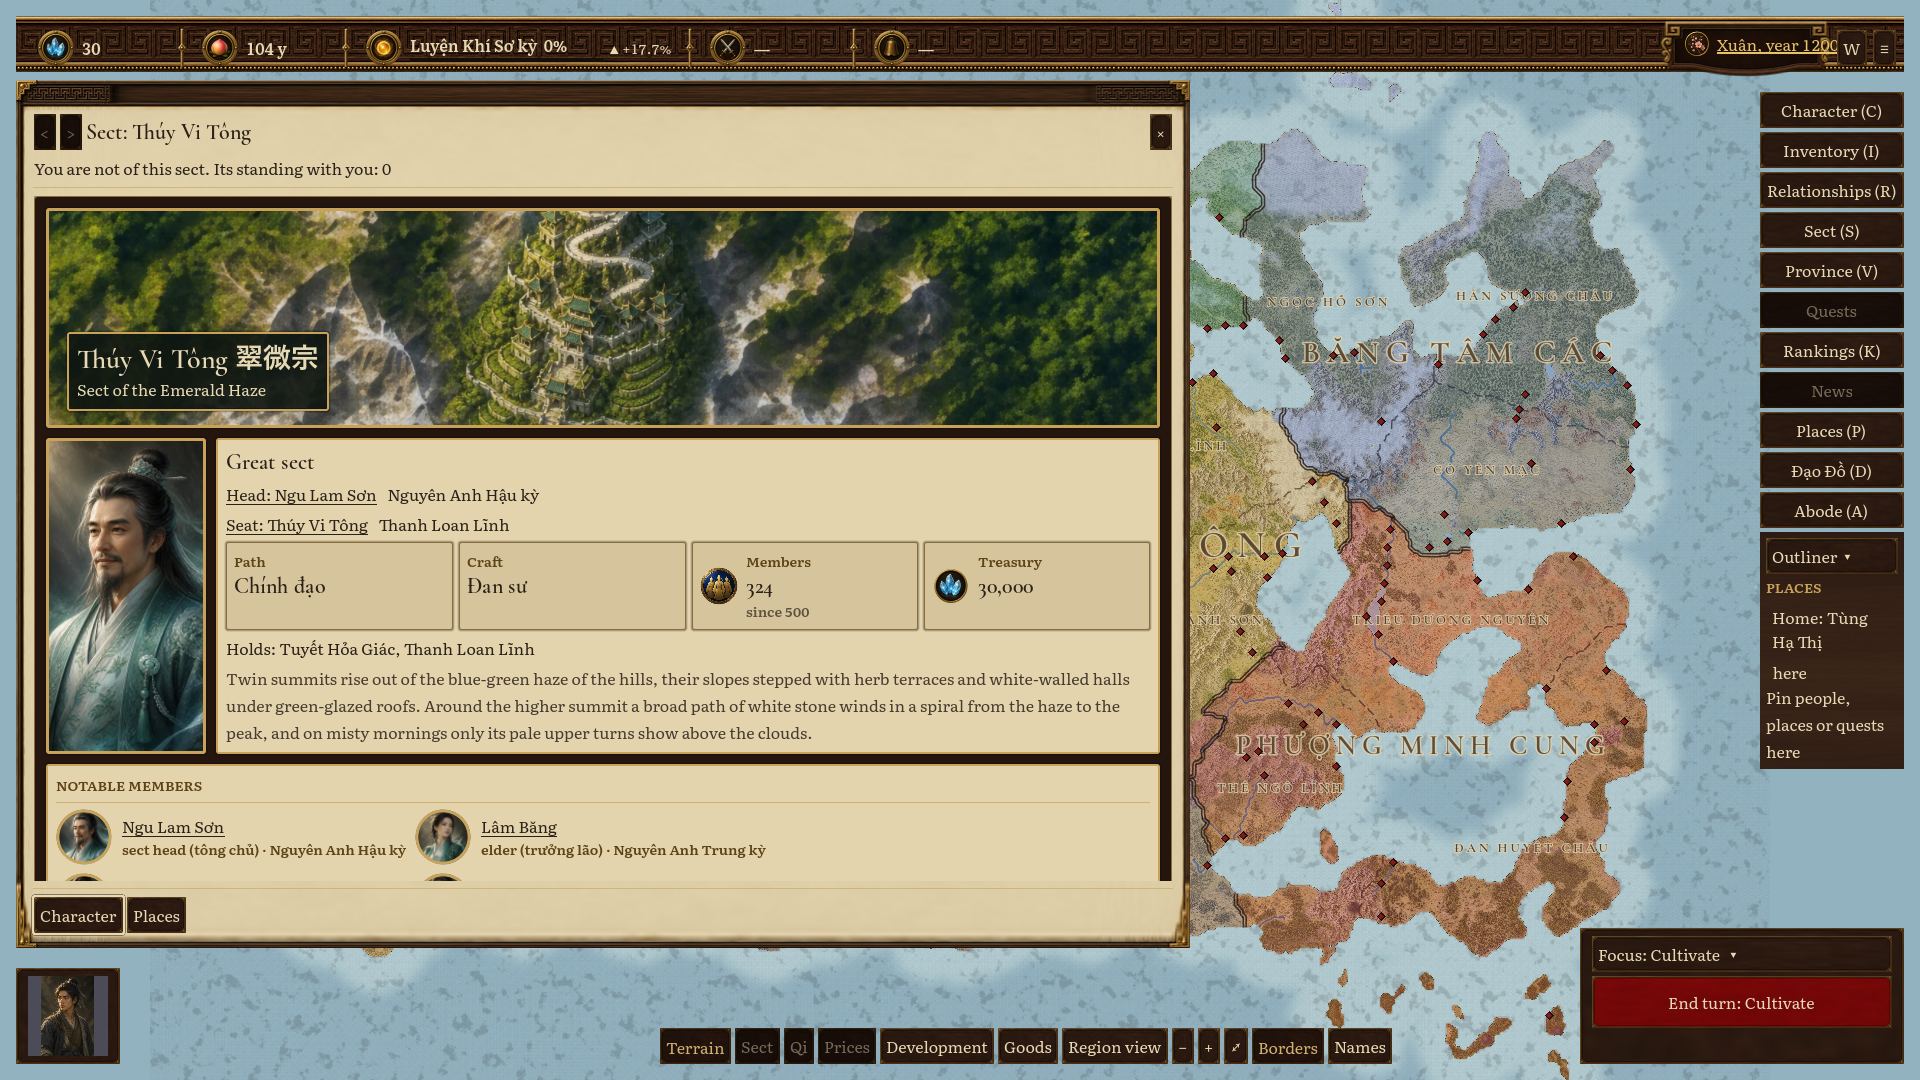 30
104 y
Luyện Khí Sơ kỳ 0%
▲+17.7%
—
—
Xuân, year 1200
W
≡
<
>
Sect: Thúy Vi Tông
×
You are not of this sect. Its standing with you: 0
Thúy Vi Tông 翠微宗
Sect of the Emerald Haze
Great sect
Head: Ngu Lam Sơn Nguyên Anh Hậu kỳ
Seat: Thúy Vi Tông Thanh Loan Lĩnh
Path
Chính đạo
Craft
Đan sư
Members
324
since 500
Treasury
30,000
Holds: Tuyết Hỏa Giác, Thanh Loan Lĩnh
Twin summits rise out of the blue-green haze of the hills, their slopes stepped with herb terraces and white-walled halls
under green-glazed roofs. Around the higher summit a broad path of white stone winds in a spiral from the haze to the
peak, and on misty mornings only its pale upper turns show above the clouds.
NOTABLE MEMBERS
Ngu Lam Sơn
sect head (tông chủ) · Nguyên Anh Hậu kỳ
Lâm Băng
elder (trưởng lão) · Nguyên Anh Trung kỳ
Character
Places
NGỌC HỒ SƠN
HÀN SƯƠNG CHÂU
BĂNG TÂM CÁC
CÔ YÊN MẠC
ÔNG
TRIỀU DƯƠNG NGUYÊN
PHƯỢNG MINH CUNG
THÊ NGÔ LĨNH
ĐAN HUYỆT CHÂU
Character (C)
Inventory (I)
Relationships (R)
Sect (S)
Province (V)
Quests
Rankings (K)
News
Places (P)
Đạo Đồ (D)
Abode (A)
Outliner ▾
PLACES
Home: Tùng
Hạ Thị
here
Pin people,
places or quests
here
Focus: Cultivate ▾
End turn: Cultivate
Terrain
Sect
Qi
Prices
Development
Goods
Region view
−
+
⤢
Borders
Names